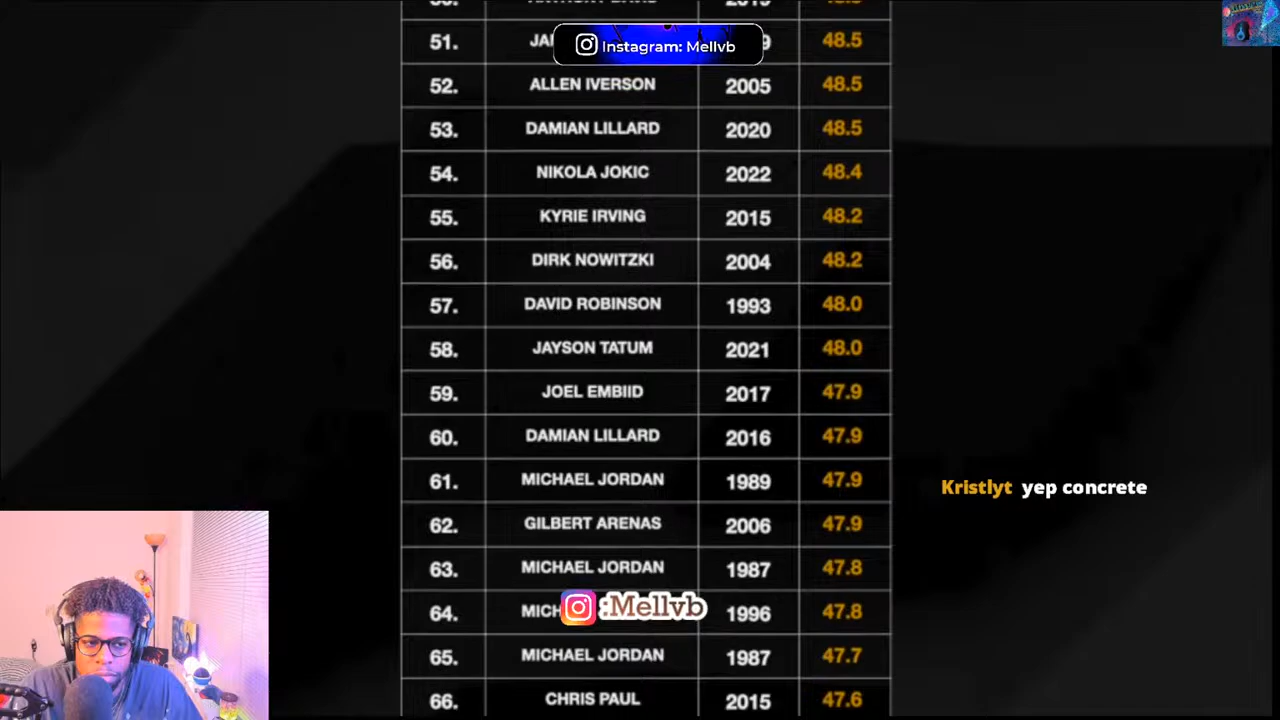 51. 48.5
Instagram: Mellvb
52. ALLEN IVERSON 2005 48.5
53. DAMIAN LILLARD 2020 48.5
54. NIKOLA JOKIC 2022 48.4
55. KYRIE IRVING 2015 48.2
56. DIRK NOWITZKI 2004 48.2
57. DAVID ROBINSON 1993 48.0
58. JAYSON TATUM 2021 48.0
59. JOEL EMBIID 2017 47.9
60. DAMIAN LILLARD 2016 47.9
61. MICHAEL JORDAN 1989 47.9
Kristlyt yep concrete
62. GILBERT ARENAS 2006 47.9
63. MICHAEL JORDAN 1987 47.8
64. MICH 1996 47.8
:Mellvb
65. MICHAEL JORDAN 1987 47.7
66. CHRIS PAUL 2015 47.6